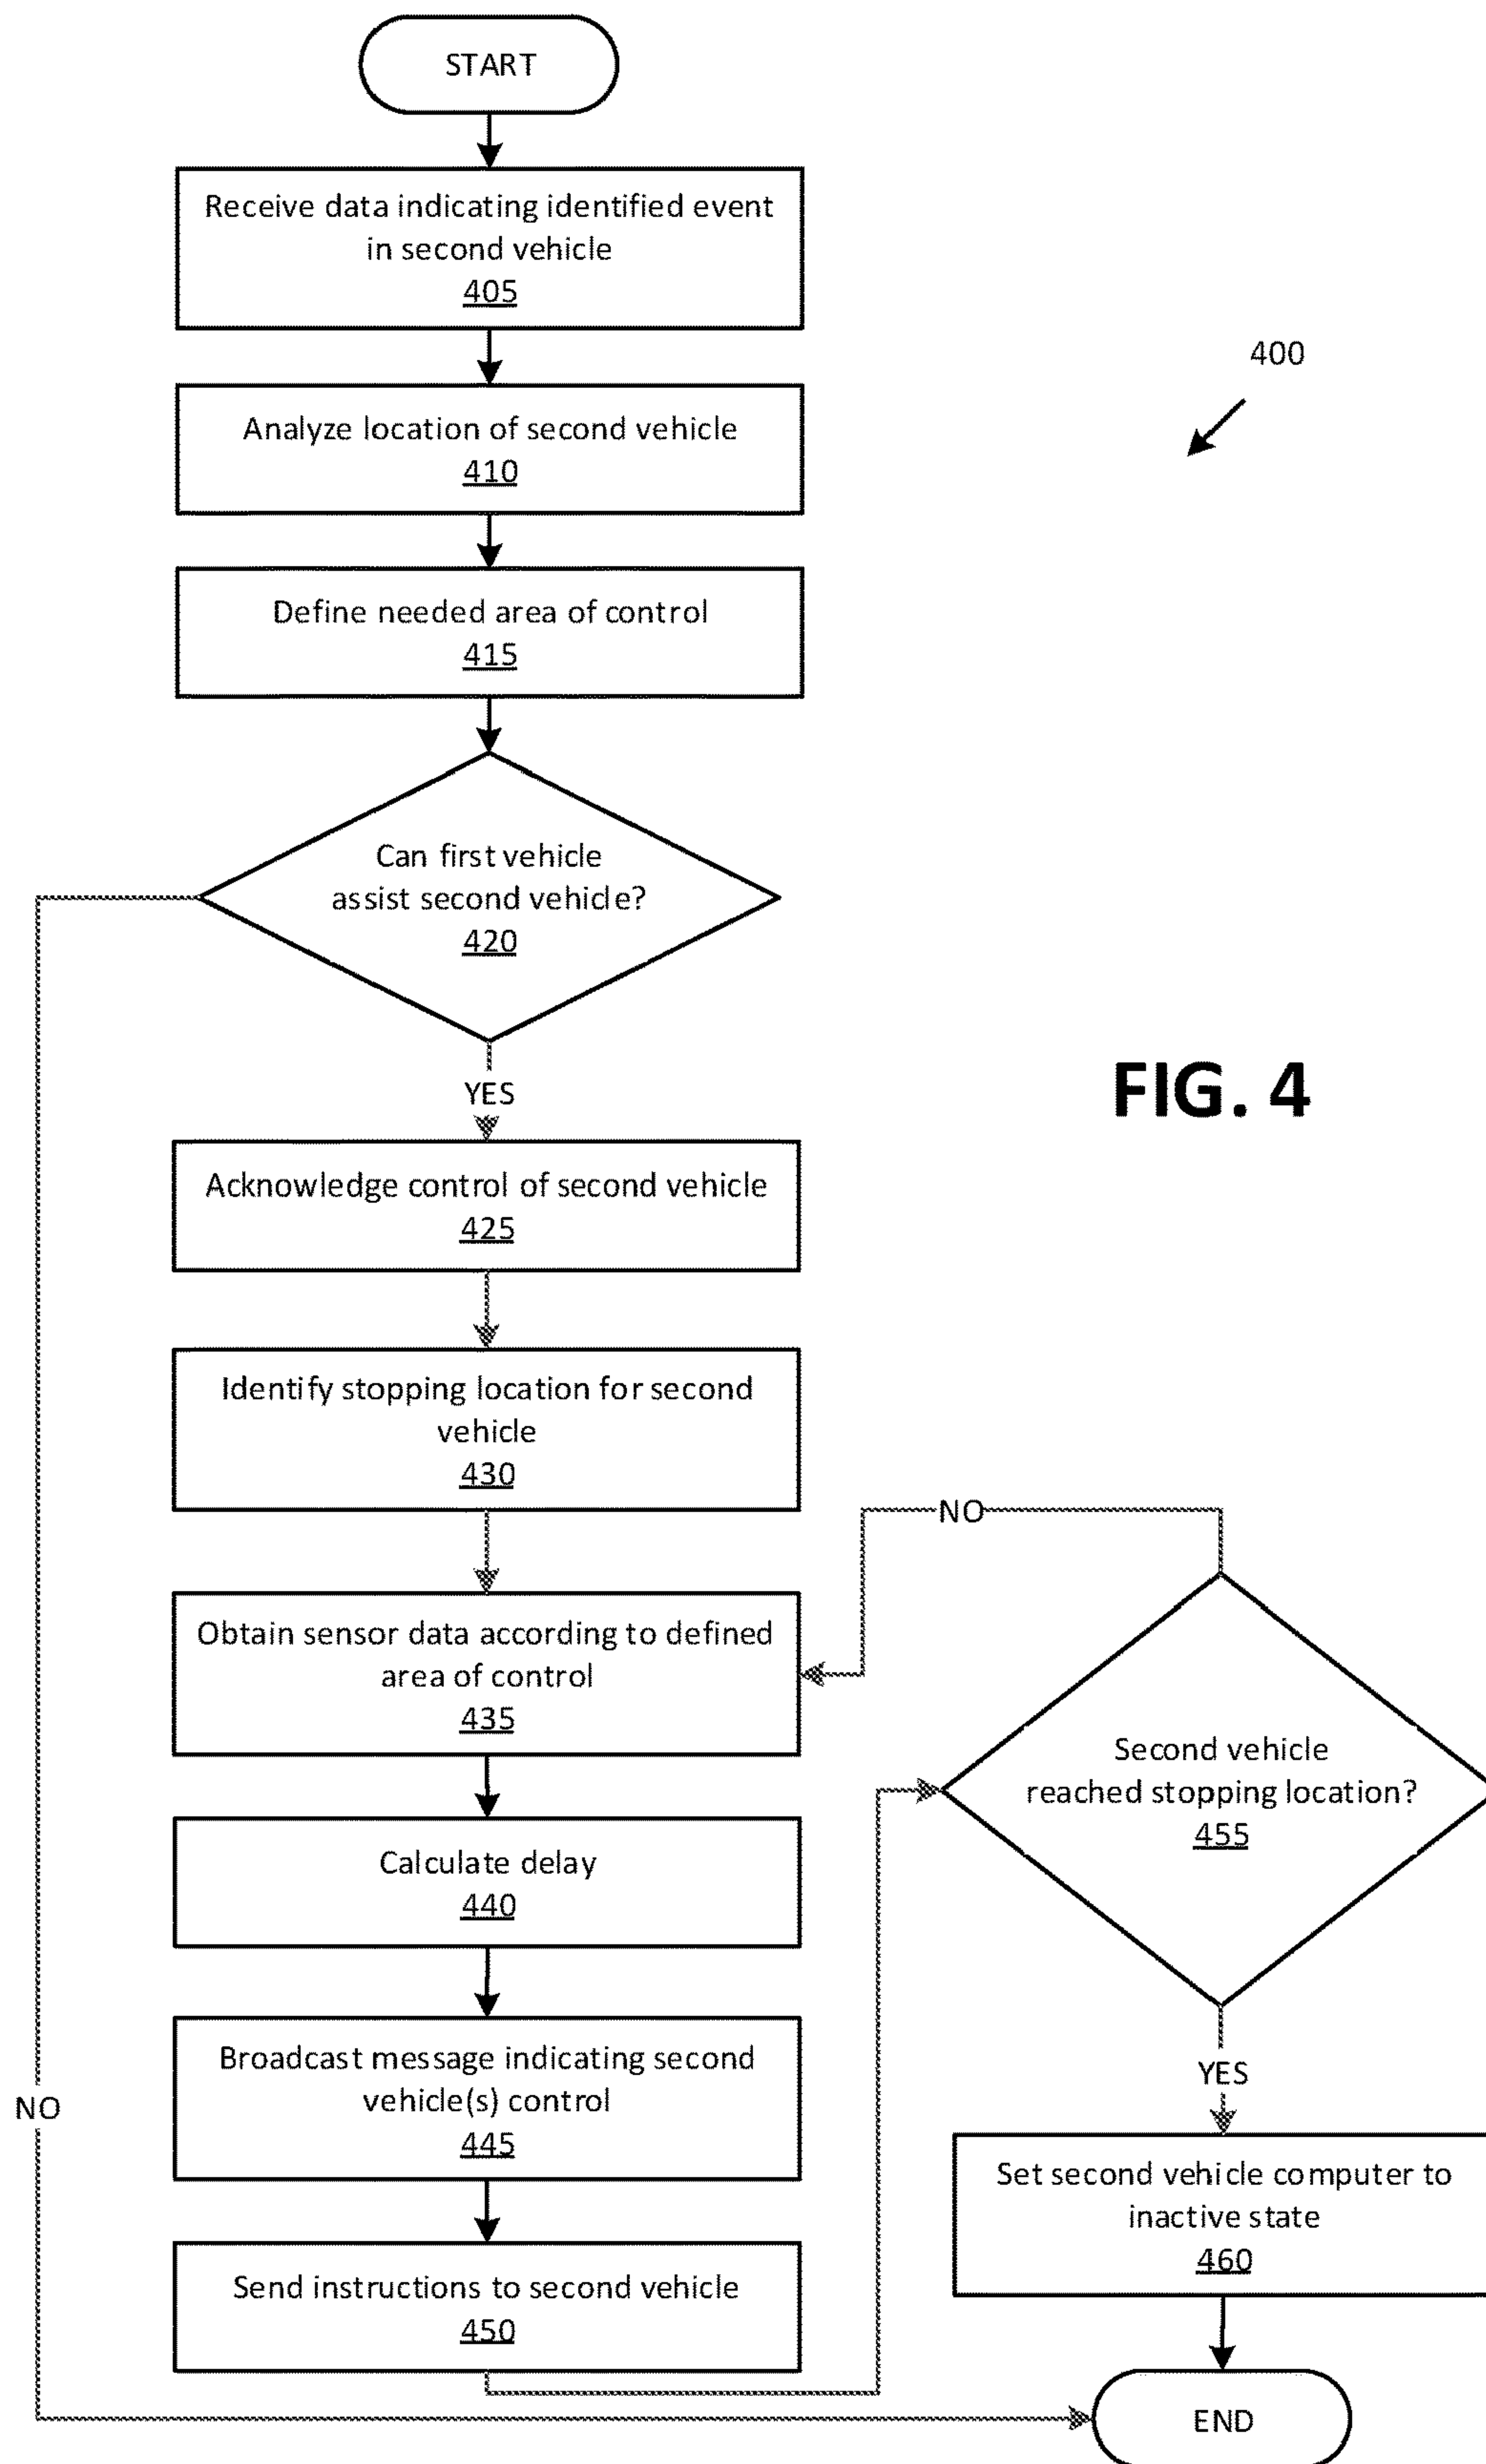 START
Receive data indicating identified event
in second vehicle
405
400
Analyze location of second vehicle
410
Define needed area of control
415
Can first vehicle
assist second vehicle?
420
YES
FIG. 4
Acknowledge control of second vehicle
425
Identify stopping location for second
vehicle
430
NO
Obtain sensor data according to defined
area of control
435
Second vehicle
reached stopping location?
455
Calculate delay
440
Broadcast message indicating second
vehicle(s) control
445
YES
NO
Set second vehicle computer to
inactive state
460
Send instructions to second vehicle
450
END